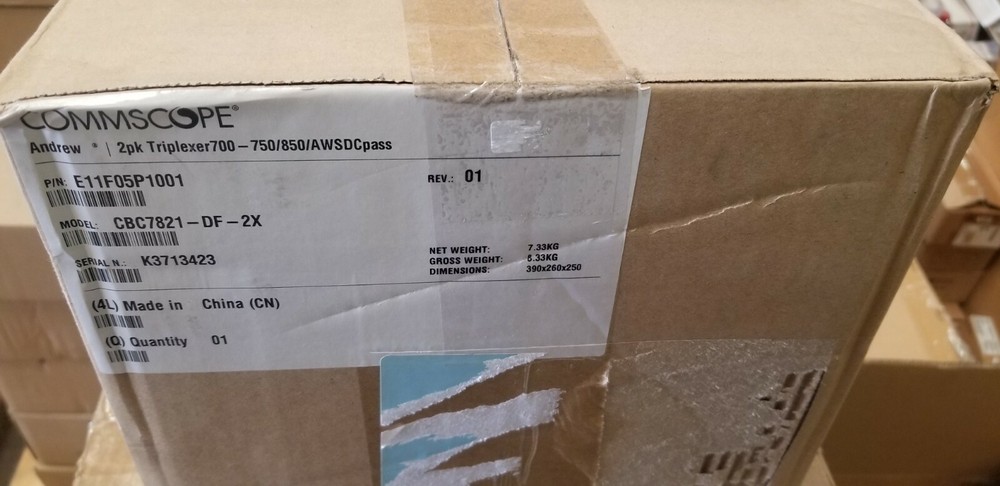 COMMSCOPE®
Andrew ® | 2pk Triplexer700-750/850/AWSDCpass
P/N: E11F05P1001
REV.: 01
MODEL: CBC7821-DF-2X
SERIAL N.: K3713423
NET WEIGHT: 7.33KG
GROSS WEIGHT: 6.33KG
DIMENSIONS: 390x260x250
(4L) Made in China (CN)
(Q) Quantity 01